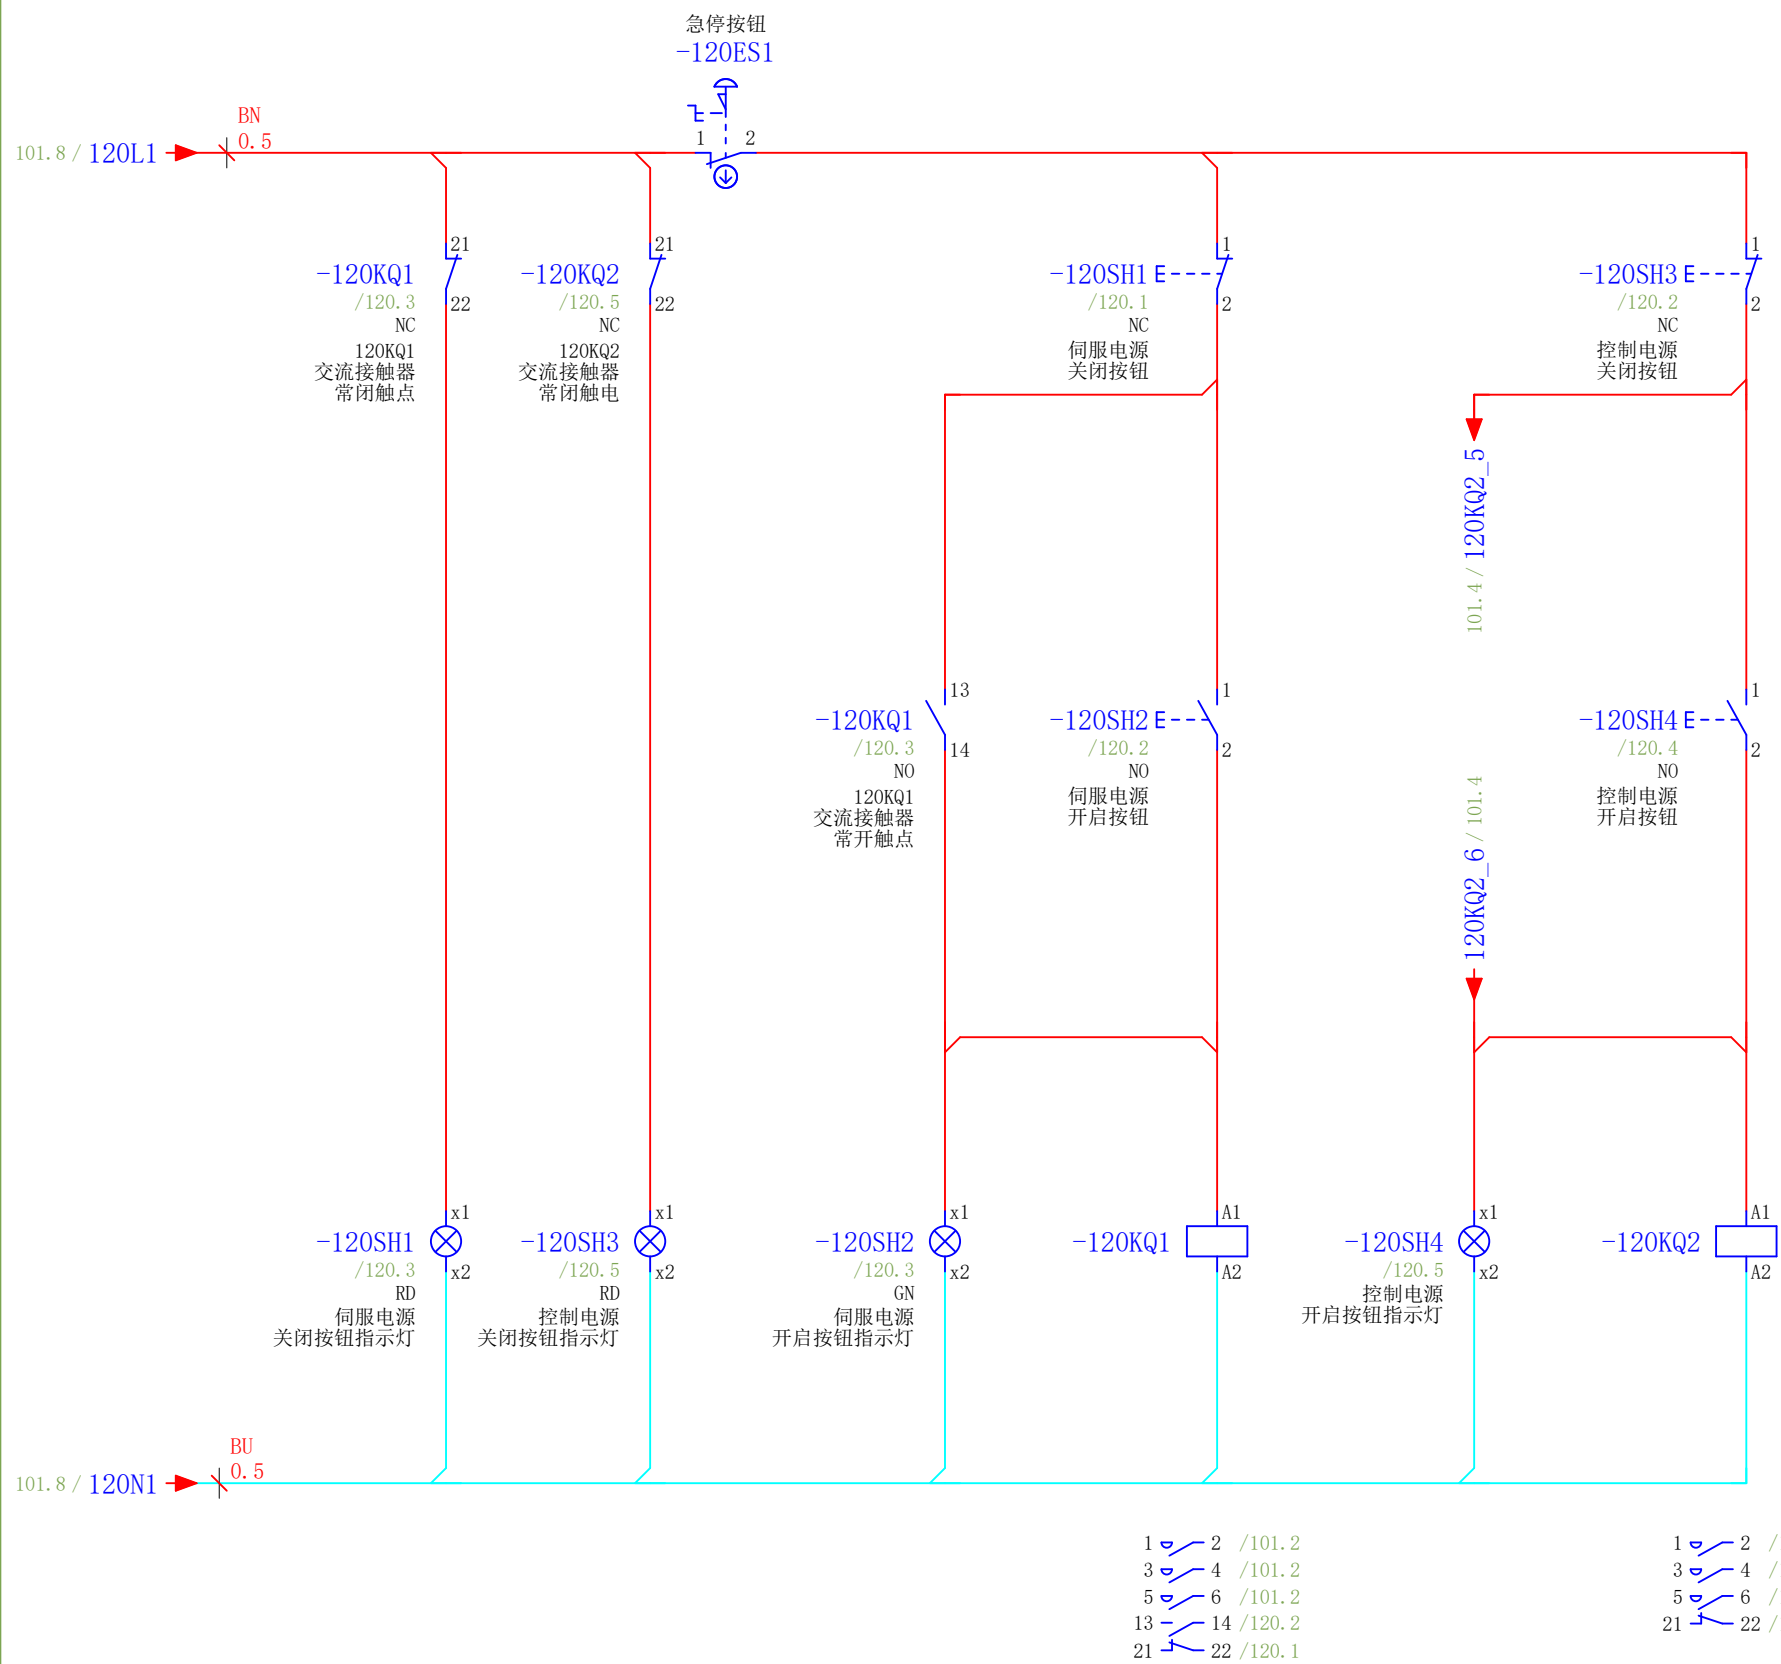 急停按钮
-120ES1
BN
0.5
101.8 / 120L1
1
2
21
-120KQ1
/120.3
22
NC
120KQ1
交流接触器
常闭触点
21
-120KQ2
/120.5
22
NC
120KQ2
交流接触器
常闭触电
1
-120SH1
/120.1
2
NC
伺服电源
关闭按钮
1
-120SH3
/120.2
2
NC
控制电源
关闭按钮
101.4 / 120KQ2_5
13
-120KQ1
/120.3
14
NO
120KQ1
交流接触器
常开触点
1
-120SH2
/120.2
2
NO
伺服电源
开启按钮
1
-120SH4
/120.4
2
NO
控制电源
开启按钮
120KQ2_6 / 101.4
x1
-120SH1
/120.3
x2
RD
伺服电源
关闭按钮指示灯
x1
-120SH3
/120.5
x2
RD
控制电源
关闭按钮指示灯
x1
-120SH2
/120.3
x2
GN
伺服电源
开启按钮指示灯
A1
-120KQ1
A2
x1
-120SH4
/120.5
x2
控制电源
开启按钮指示灯
A1
-120KQ2
A2
BU
0.5
101.8 / 120N1
1 2 /101.2
3 4 /101.2
5 6 /101.2
13 14 /120.2
21 22 /120.1
1 2 /
3 4 /
5 6 /
21 22 /